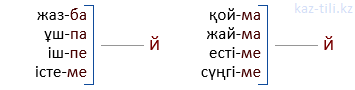 kaz-tili.kz
жаз-ба қой-ма
ұш-па жай-ма
й й
іш-пе есті-ме
істе-ме сүңгі-ме